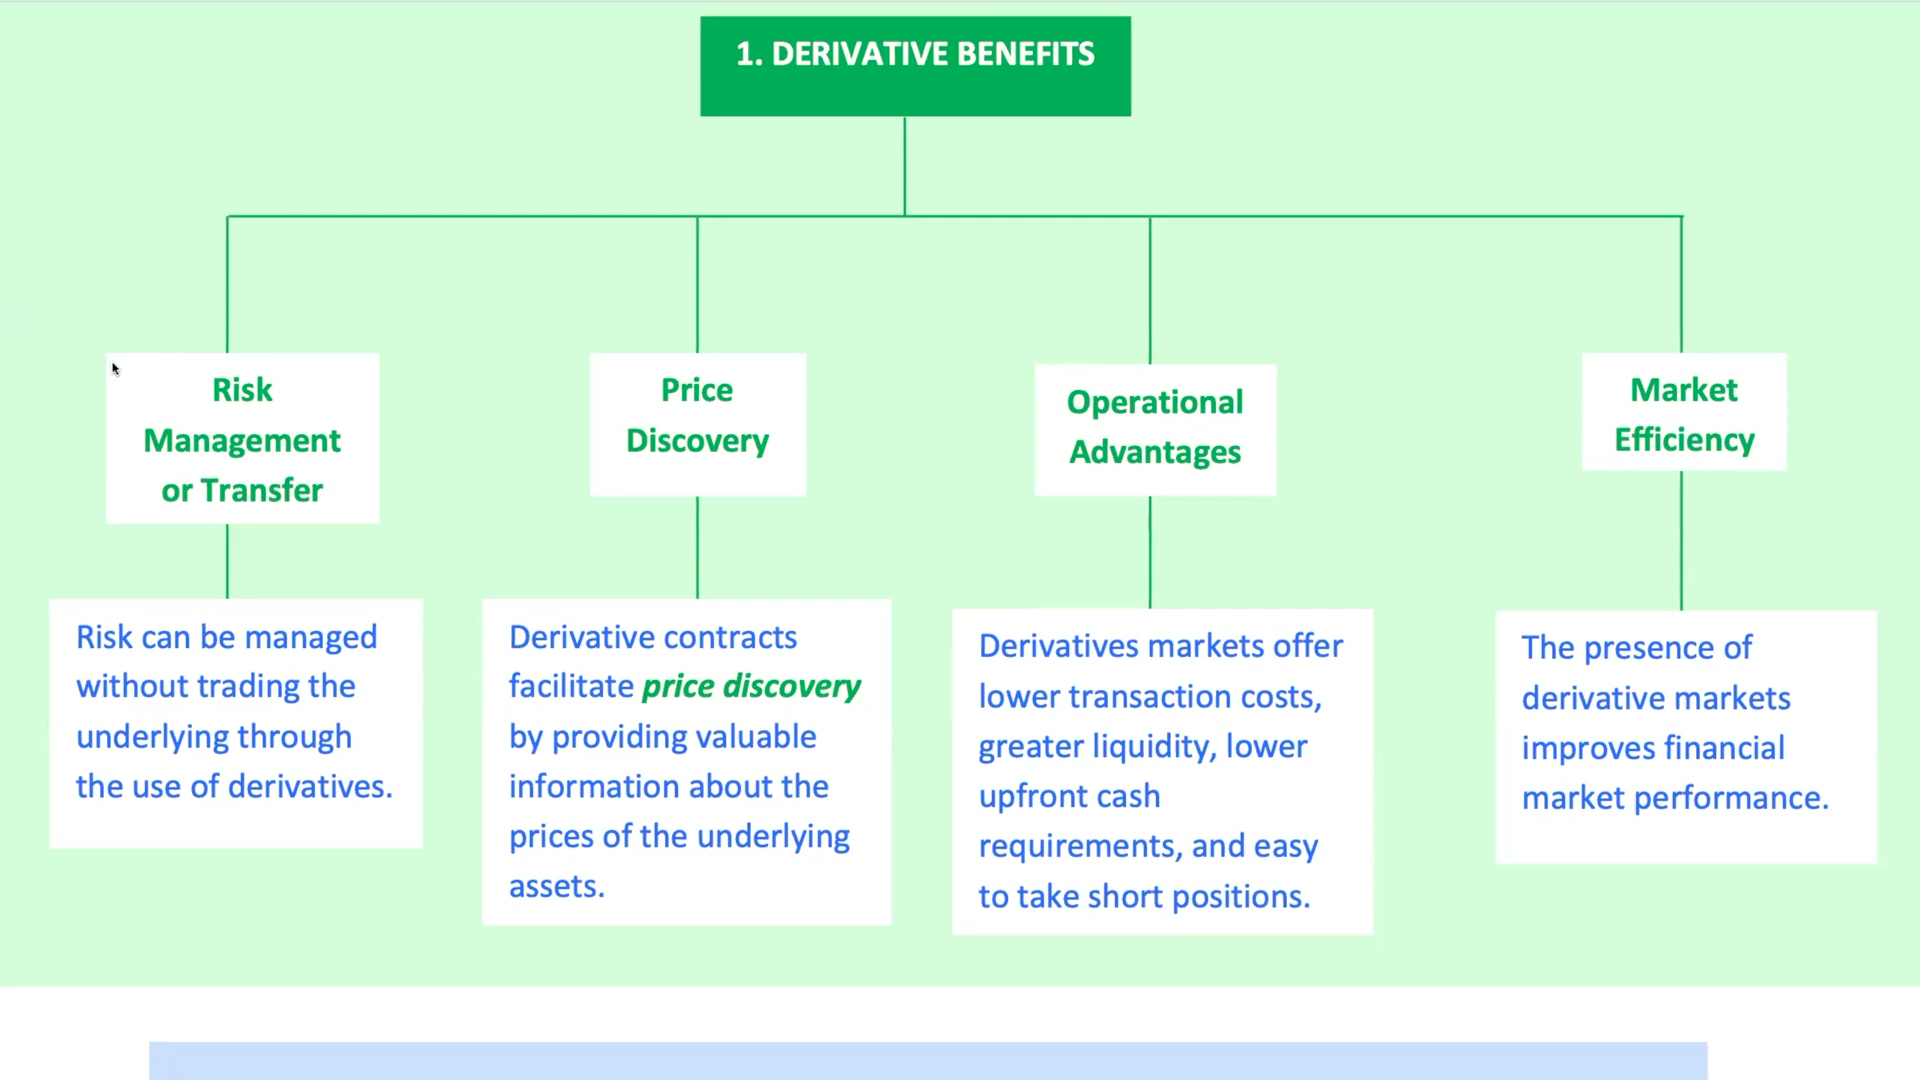 1. DERIVATIVE BENEFITS
Risk
Management
or Transfer
Price
Discovery
Operational
Advantages
Market
Efficiency
Risk can be managed
without trading the
underlying through
the use of derivatives.
Derivative contracts
facilitate price discovery
by providing valuable
information about the
prices of the underlying
assets.
Derivatives markets offer
lower transaction costs,
greater liquidity, lower
upfront cash
requirements, and easy
to take short positions.
The presence of
derivative markets
improves financial
market performance.